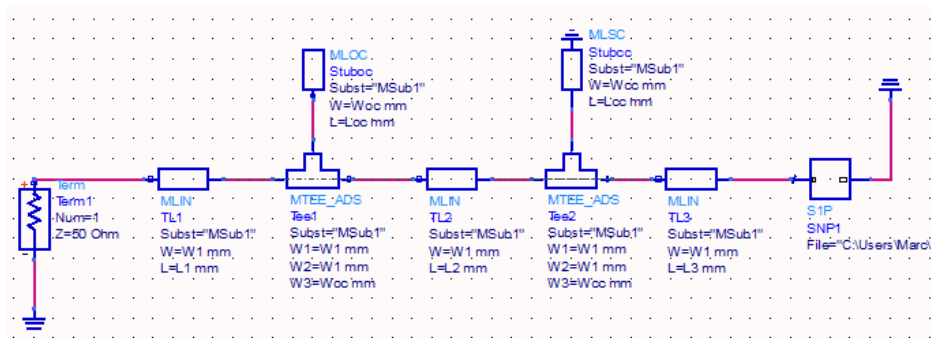 MLOC
Stuboc
Subst="MSub1"
W=Woc mm
L=Loc mm
MLSC
Stubcc
Subst="MSub1"
W=Wcc mm
L=Lcc mm
+
Term
Term1
Num=1
Z=50 Ohm
-
MLIN
TL1
Subst="MSub1"
W=W1 mm
L=L1 mm
MTEE_ADS
Tee1
Subst="MSub1"
W1=W1 mm
W2=W1 mm
W3=Woc mm
MLIN
TL2
Subst="MSub1"
W=W1 mm
L=L2 mm
MTEE_ADS
Tee2
Subst="MSub1"
W1=W1 mm
W2=W1 mm
W3=Wcc mm
MLIN
TL3
Subst="MSub1"
W=W1 mm
L=L3 mm
S1P
SNP1
File="C:\Users\Marc\